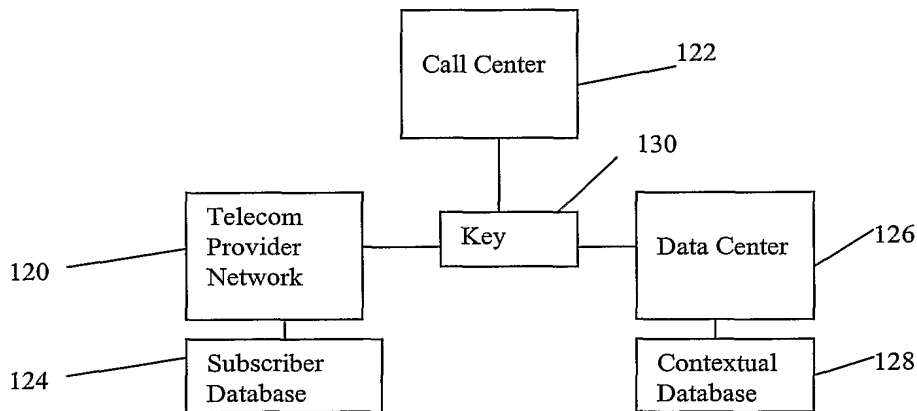 Call Center
122
130
Telecom
Provider
Network
Key
Data Center
126
120
Subscriber
Database
Contextual
Database
124
128